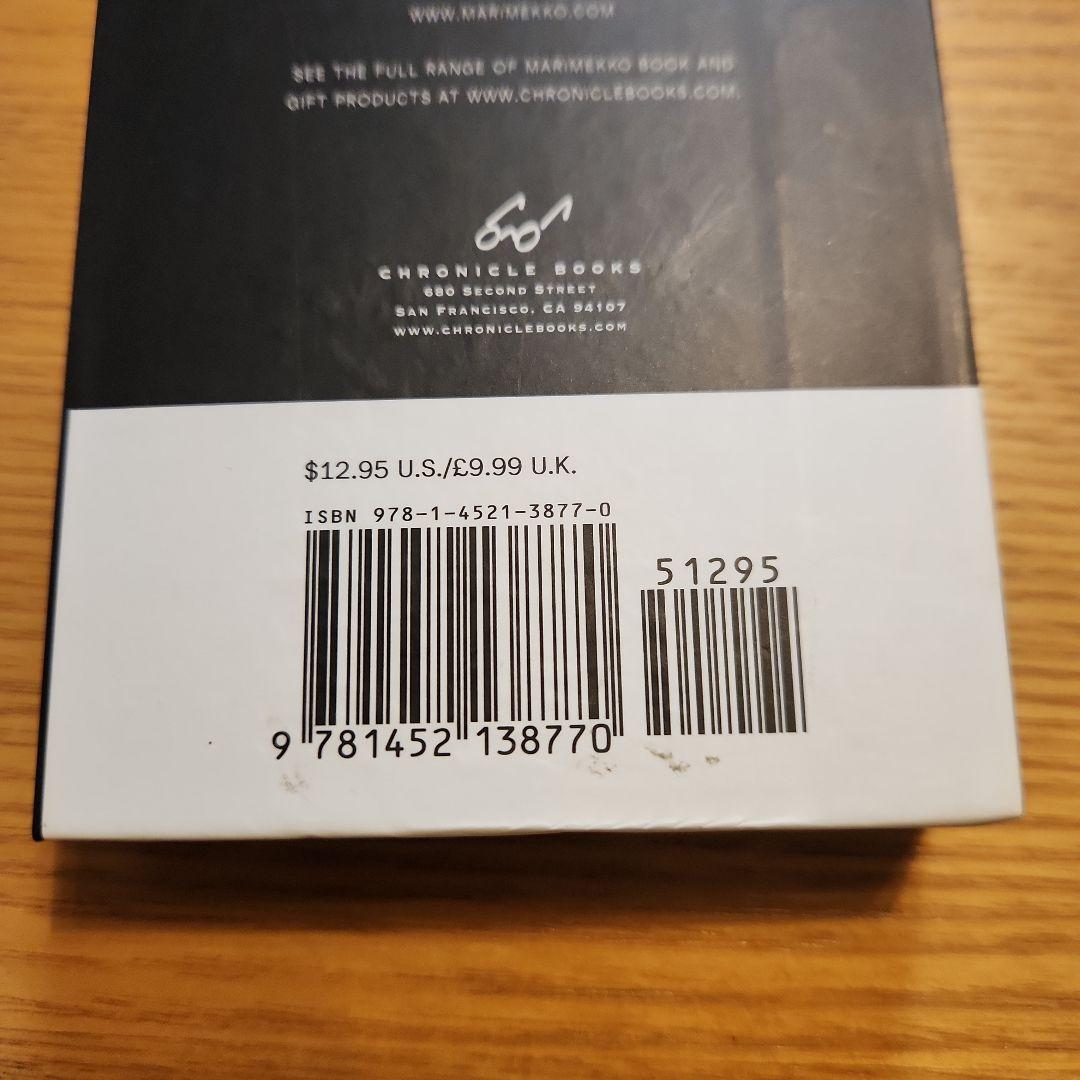 WWW.MARIMEKKO.COM
SEE THE FULL RANGE OF MARIMEKKO BOOK AND
GIFT PRODUCTS AT WWW.CHRONICLEBOOKS.COM.
CHRONICLE BOOKS
680 SECOND STREET
SAN FRANCISCO, CA 94107
WWW.CHRONICLEBOOKS.COM
$12.95 U.S./£9.99 U.K.
ISBN 978-1-4521-3877-0
51295
9 781452 138770